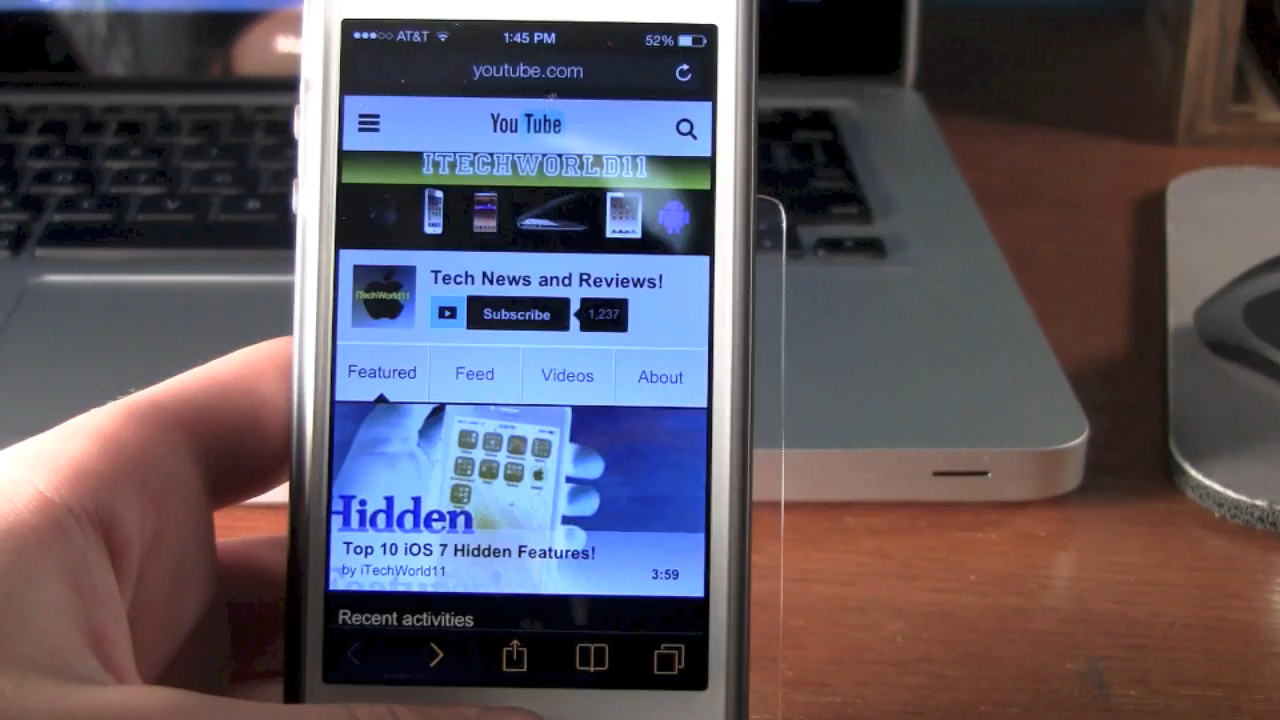 AT&T 1:45 PM 52%
youtube.com
You Tube
ITECHWORLD11
iTechWorld11
Tech News and Reviews!
Subscribe 1,237
Featured Feed Videos About
Hidden
Top 10 iOS 7 Hidden Features!
by iTechWorld11 3:59
Recent activities